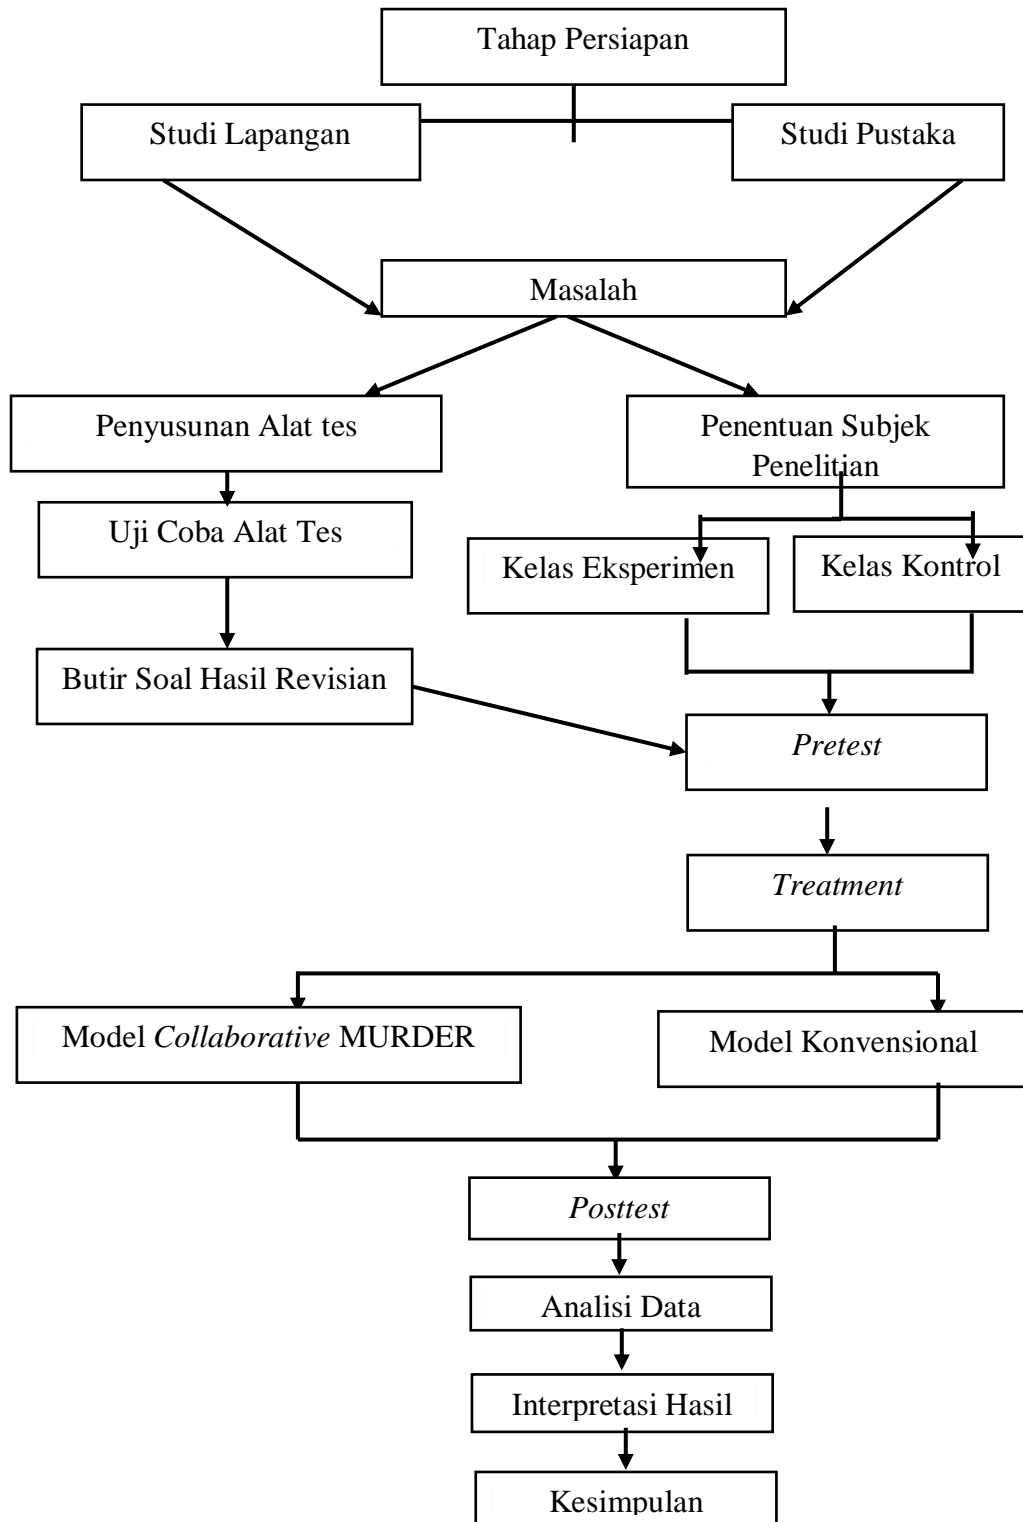 Tahap Persiapan
Studi Lapangan
Studi Pustaka
Masalah
Penyusunan Alat tes
Penentuan Subjek
Penelitian
Uji Coba Alat Tes
Kelas Eksperimen
Kelas Kontrol
Butir Soal Hasil Revisian
Pretest
Treatment
Model Collaborative MURDER
Model Konvensional
Posttest
Analisi Data
Interpretasi Hasil
Kesimpulan